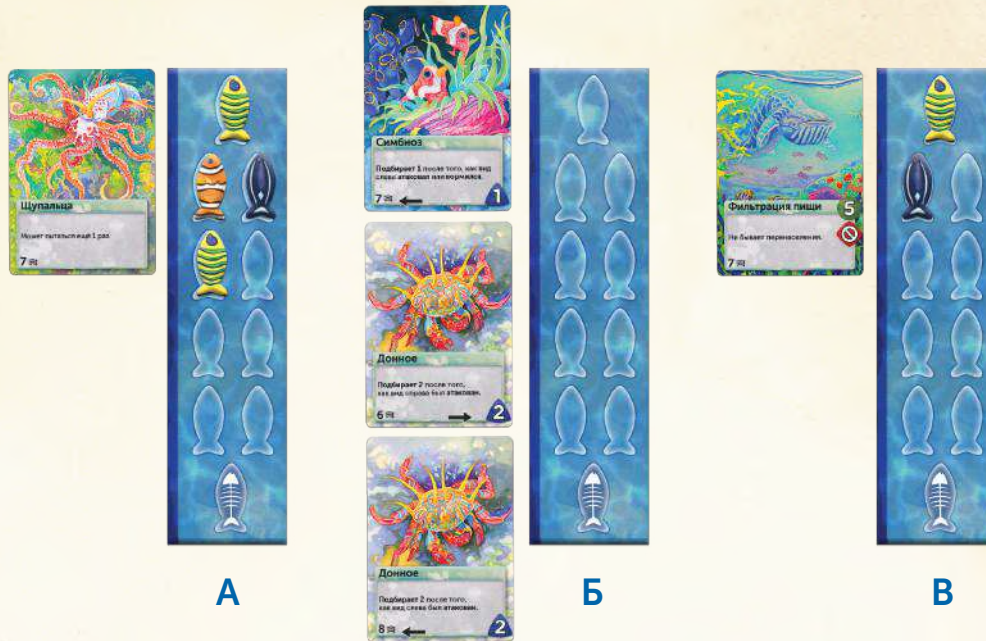 Щупальца
Может питаться ещё 1 раз.
7
Симбиоз
Подбирает 1 после того, как вид
слева атаковал или кормился.
7
1
Донное
Подбирает 2 после того,
как вид справа был атакован.
6
2
Донное
Подбирает 2 после того,
как вид слева был атакован.
8
2
Фильтрация пищи
5
Не бывает перенаселения.
7
А
Б
В